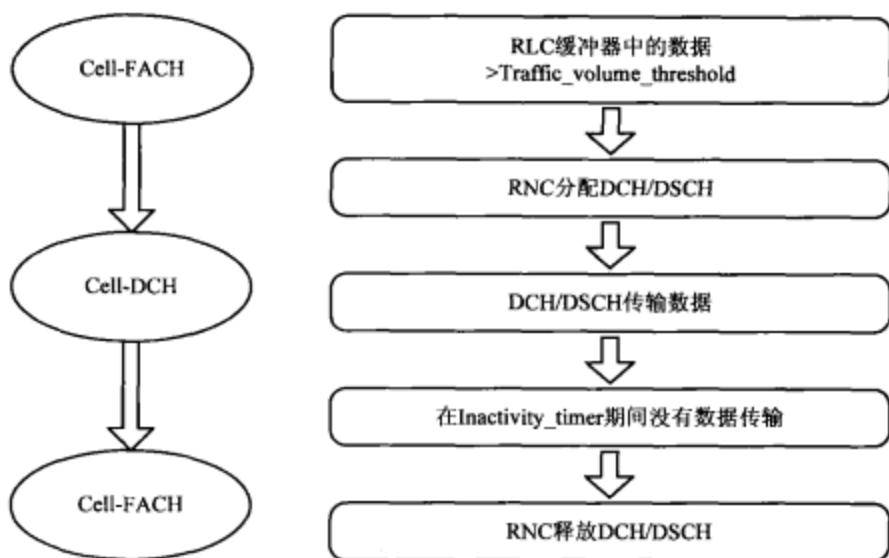 Cell-FACH
Cell-DCH
Cell-FACH
RLC缓冲器中的数据
>Traffic_volume_threshold
RNC分配DCH/DSCH
DCH/DSCH传输数据
在Inactivity_timer期间没有数据传输
RNC释放DCH/DSCH